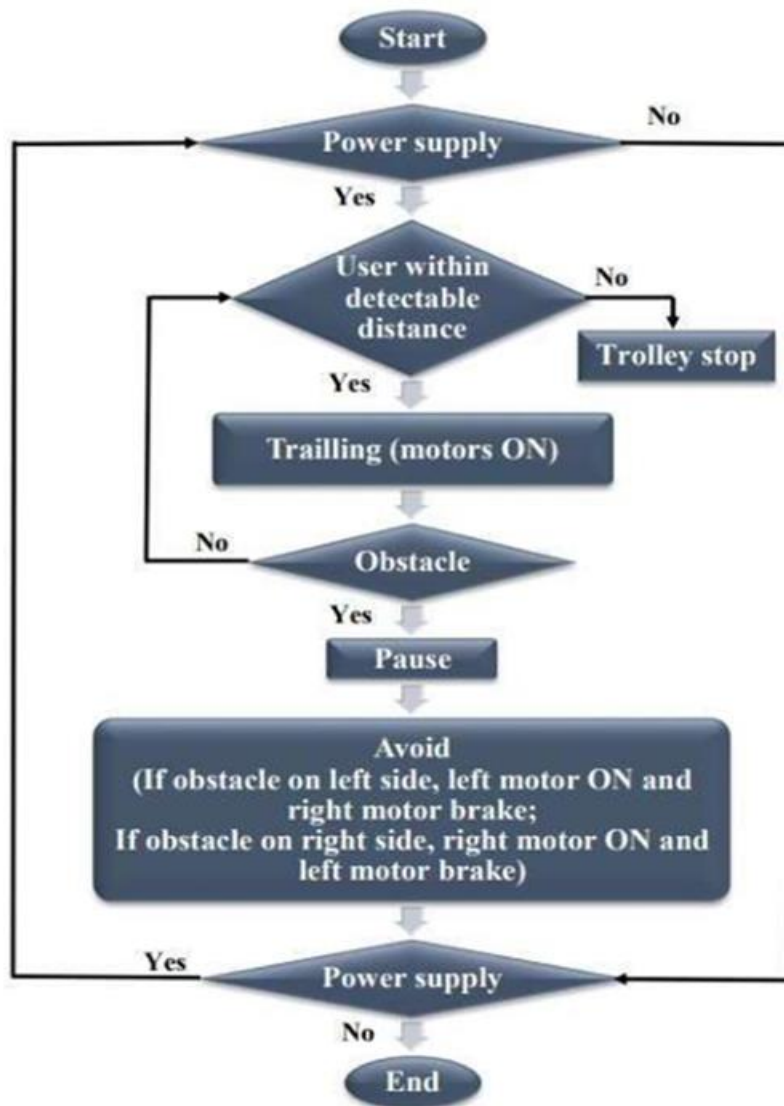 Start
Power supply
No
Yes
User within
detectable
distance
No
Trolley stop
Yes
Trailling (motors ON)
No
Obstacle
Yes
Pause
Avoid
(If obstacle on left side, left motor ON and
right motor brake;
If obstacle on right side, right motor ON and
left motor brake)
Yes
Power supply
No
End